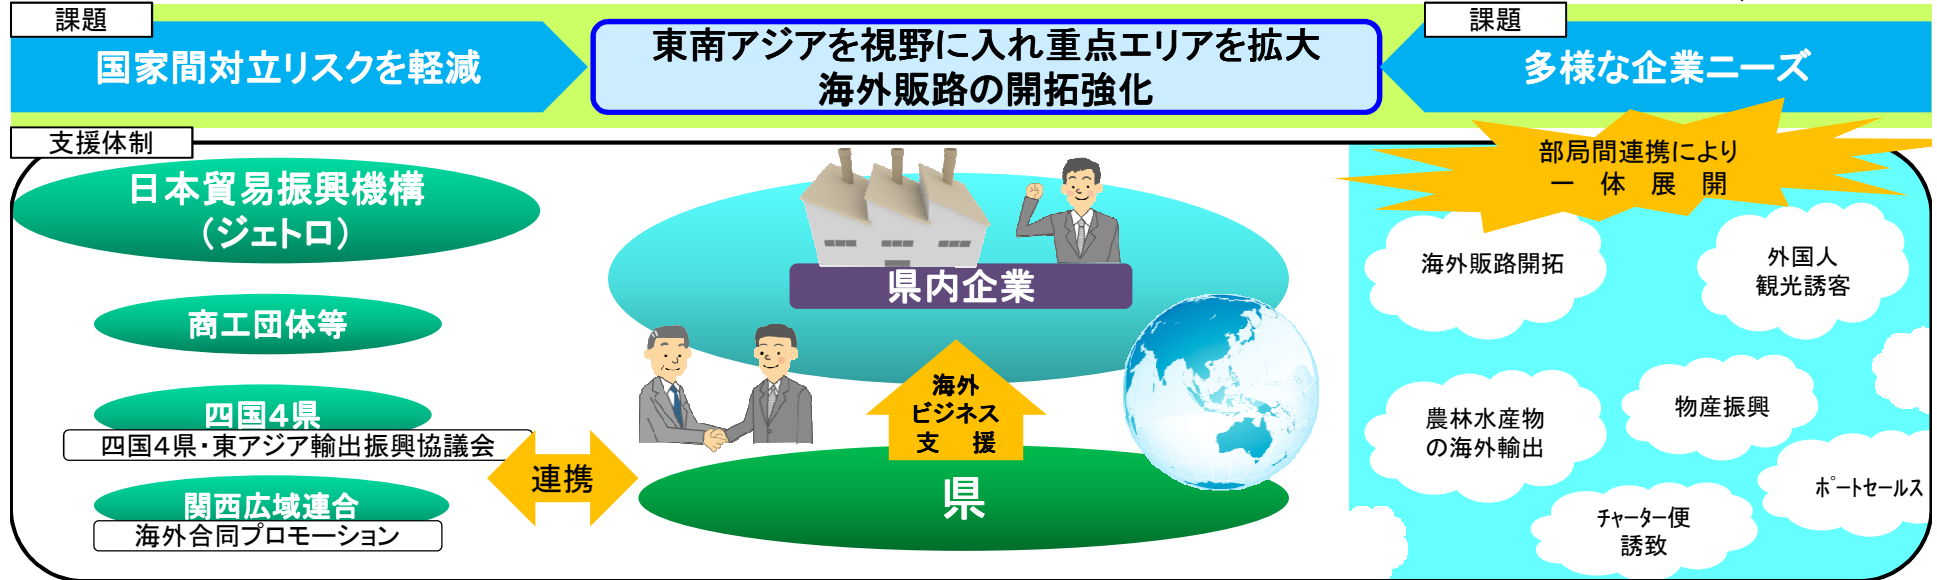 課題
国家間対立リスクを軽減
東南アジアを視野に入れ重点エリアを拡大
海外販路の開拓強化
課題
多様な企業ニーズ
支援体制
日本貿易振興機構
（ジェトロ）
商工団体等
四国４県
四国４県・東アジア輸出振興協議会
関西広域連合
海外合同プロモーション
連携
県内企業
海外
ビジネス
支　援
県
部局間連携により
一　体　展　開
海外販路開拓
外国人
観光誘客
農林水産物
の海外輸出
物産振興
ﾎﾟｰﾄセールス
ﾁｬｰﾀｰ便
誘致